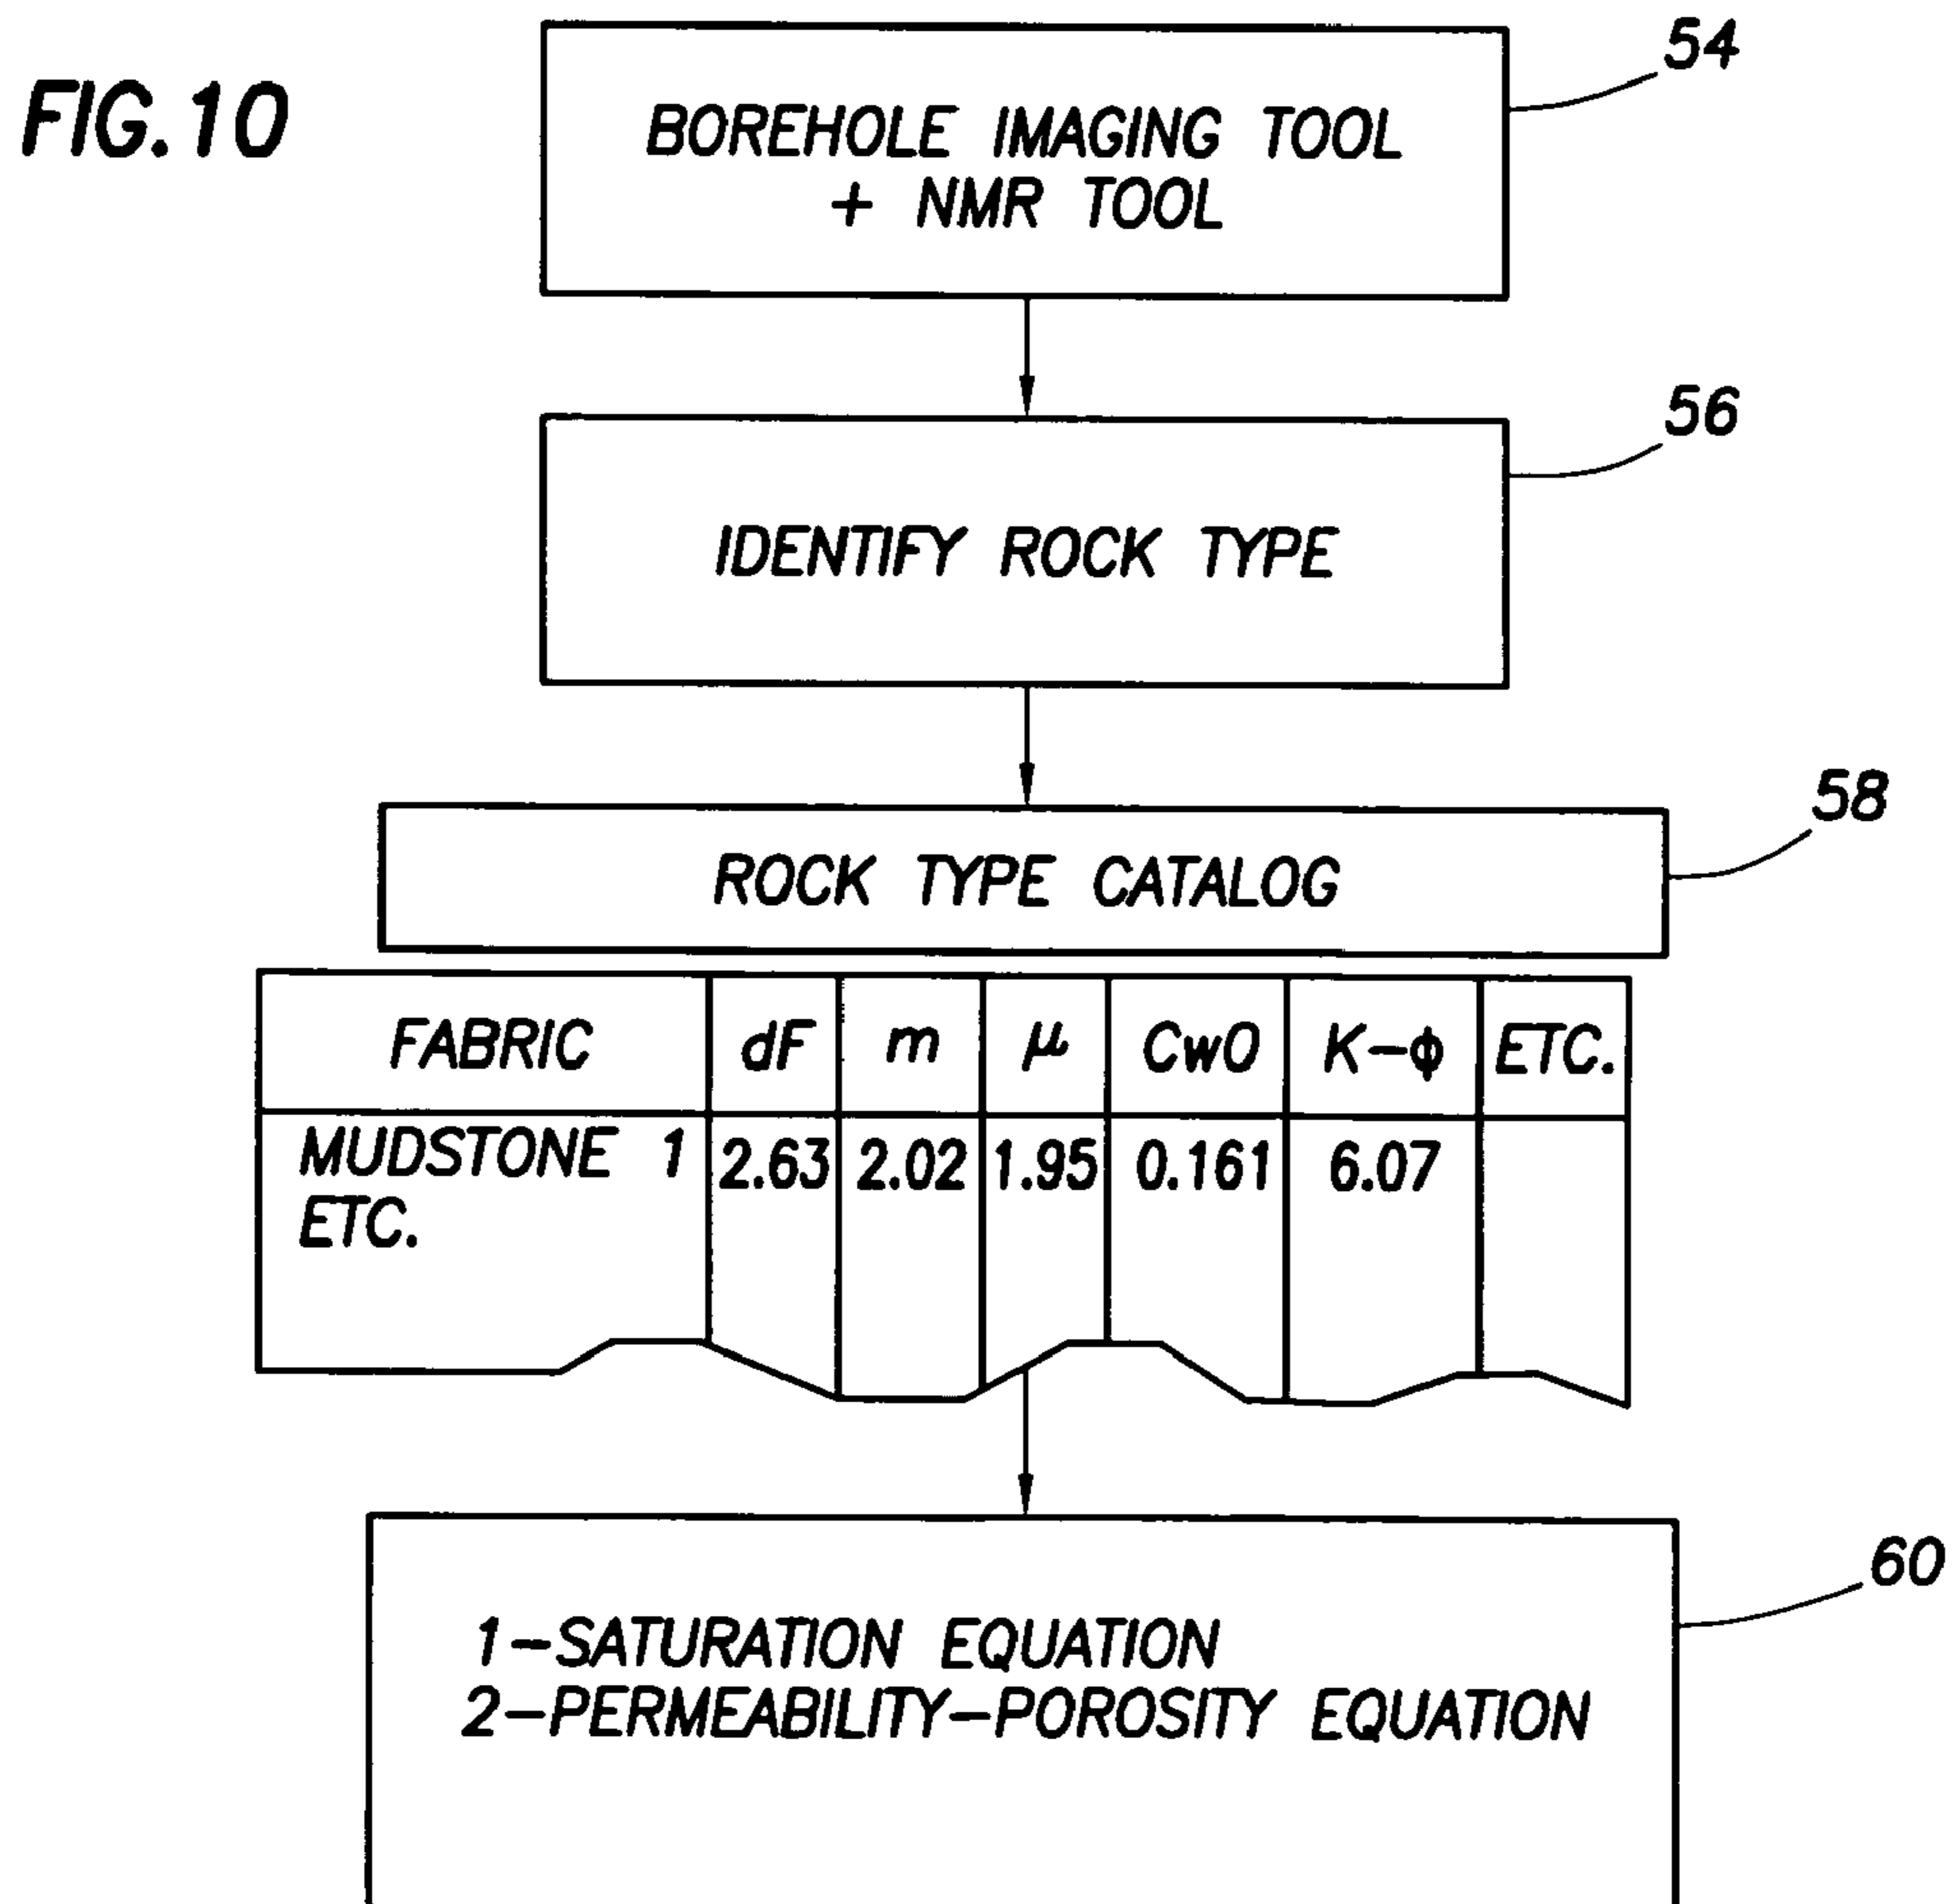 FIG. 10
54
BOREHOLE IMAGING TOOL
+ NMR TOOL
56
IDENTIFY ROCK TYPE
58
ROCK TYPE CATALOG
FABRIC dF m μ CwO K-ϕ ETC.
MUDSTONE 1 2.63 2.02 1.95 0.161 6.07
ETC.
60
1-SATURATION EQUATION
2-PERMEABILITY-POROSITY EQUATION